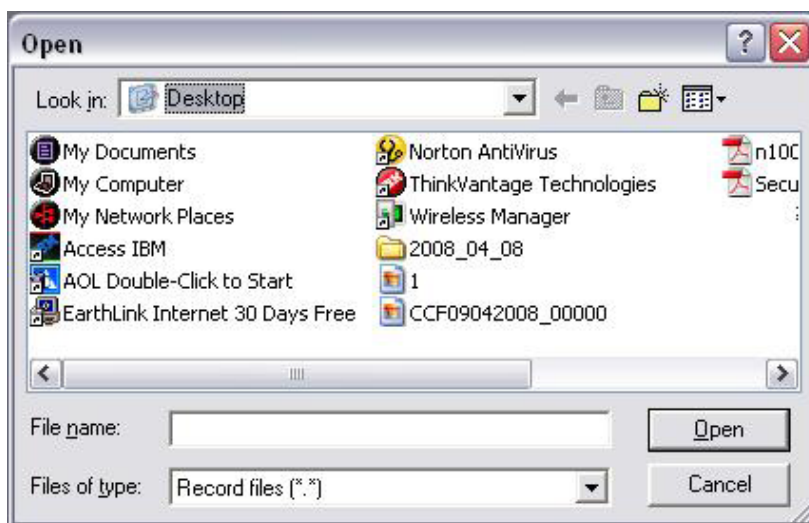 Open
Look in: Desktop
My Documents
My Computer
My Network Places
Access IBM
AOL Double-Click to Start
EarthLink Internet 30 Days Free
Norton AntiVirus
ThinkVantage Technologies
Wireless Manager
2008_04_08
1
CCF09042008_00000
n10C
Secu
File name:
Open
Files of type: Record files (*.*)
Cancel